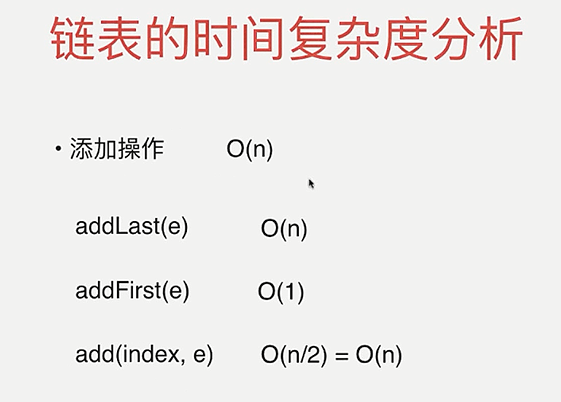 链表的时间复杂度分析
• 添加操作 O(n)
addLast(e) O(n)
addFirst(e) O(1)
add(index, e) O(n/2) = O(n)